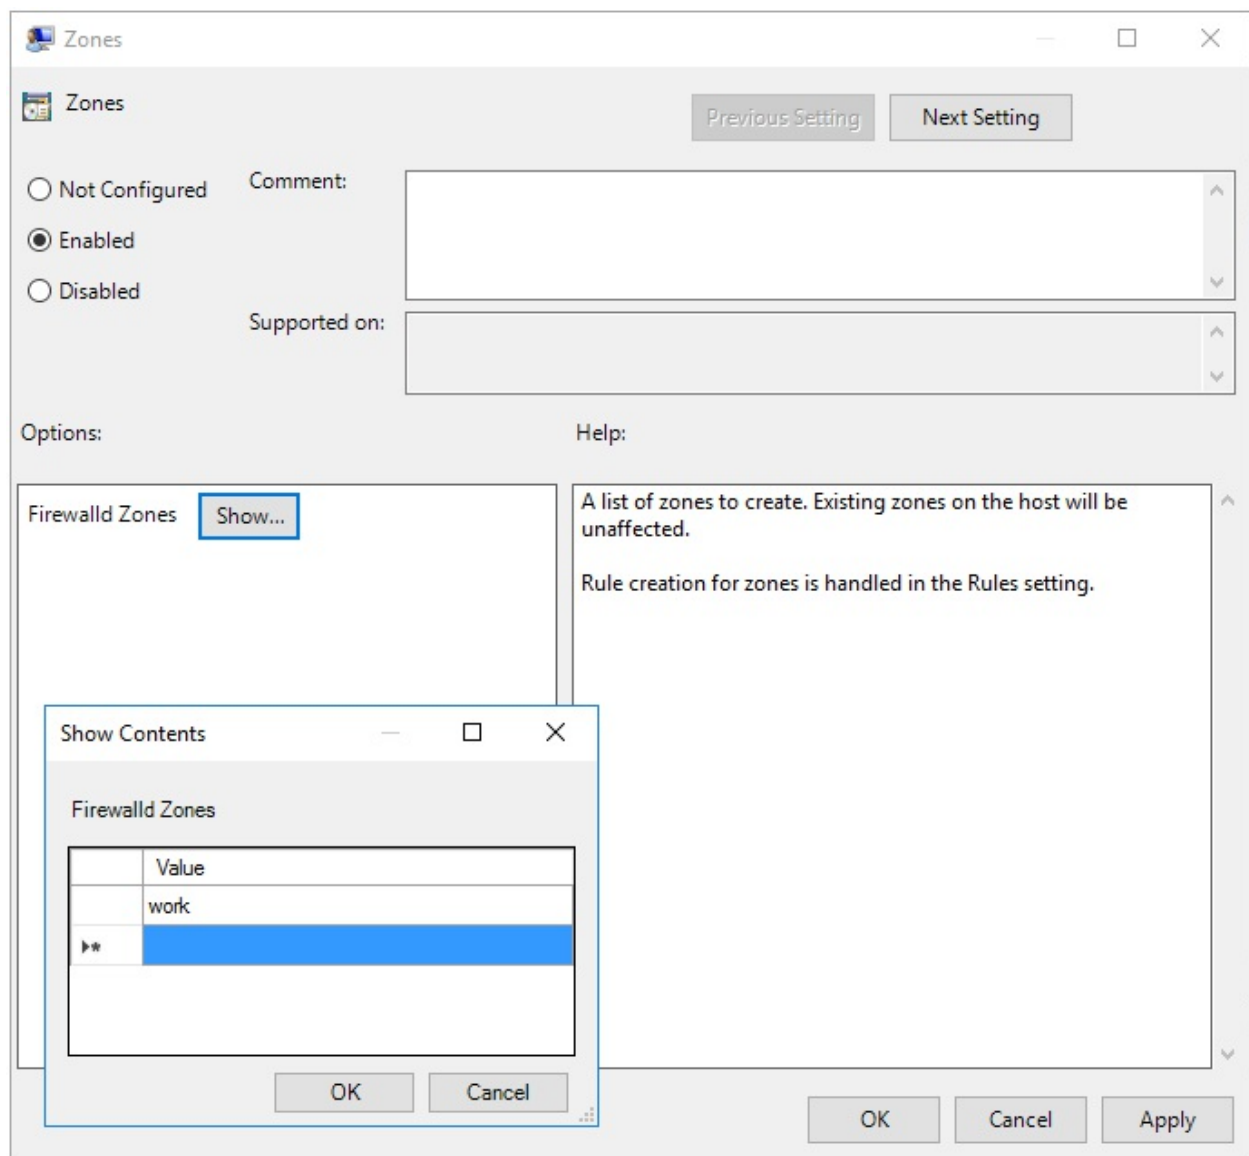 Zones
Zones
Previous Setting
Next Setting
Not Configured
Comment:
Enabled
Disabled
Supported on:
Options:
Help:
Firewalld Zones
Show...
A list of zones to create. Existing zones on the host will be
unaffected.
Rule creation for zones is handled in the Rules setting.
Show Contents
Firewalld Zones
Value
work
OK
Cancel
OK
Cancel
Apply